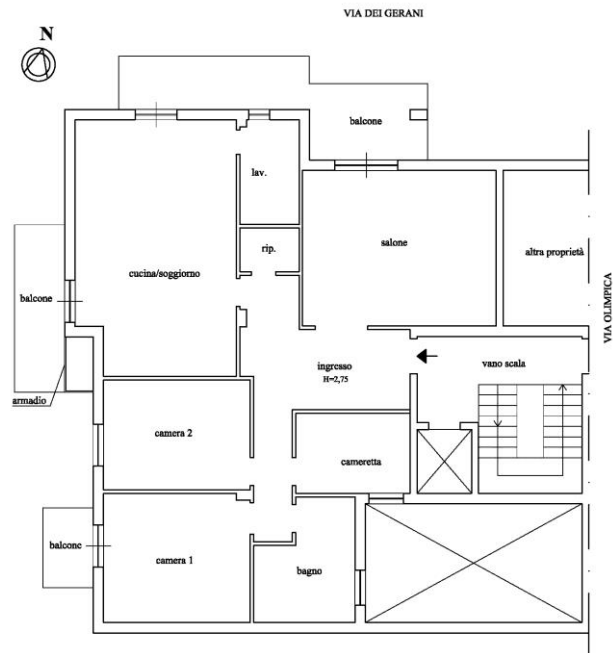 VIA DEI GERANI
N
balcone
lav.
rip.
salone
altra proprietà
cucina/soggiorno
balcone
VIA OLIMPICA
ingresso
H=2,75
vano scala
armadio
camera 2
cameretta
balcone
camera 1
bagno